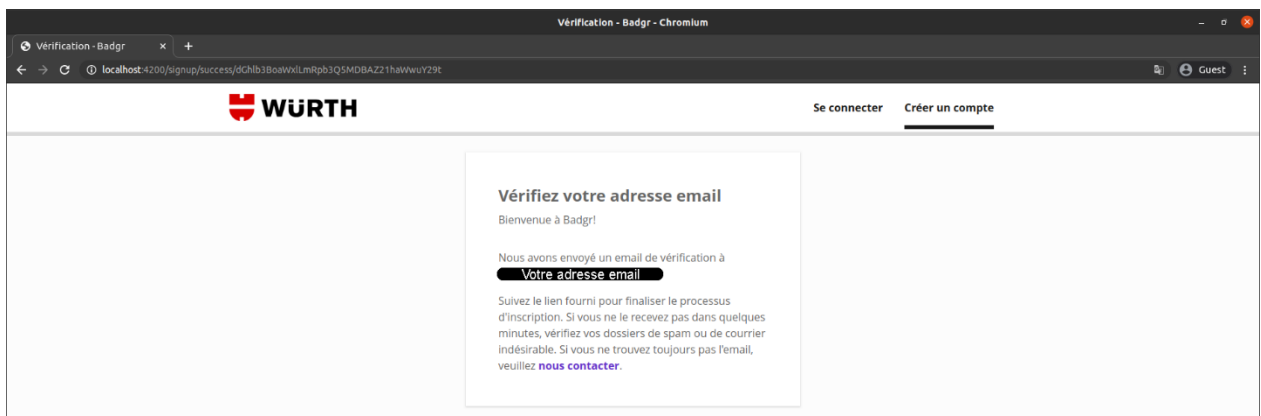 Vérification - Badgr - Chromium
Vérification - Badgr
localhost:4200/signup/success/dGhlb3BoaWxlLmRpb3Q5MDBAZ21haWwuY29t
Guest
WÜRTH
Se connecter
Créer un compte
Vérifiez votre adresse email
Bienvenue à Badgr!
Nous avons envoyé un email de vérification à
Votre adresse email
Suivez le lien fourni pour finaliser le processus
d'inscription. Si vous ne le recevez pas dans quelques
minutes, vérifiez vos dossiers de spam ou de courrier
indésirable. Si vous ne trouvez toujours pas l'email,
veuillez nous contacter.